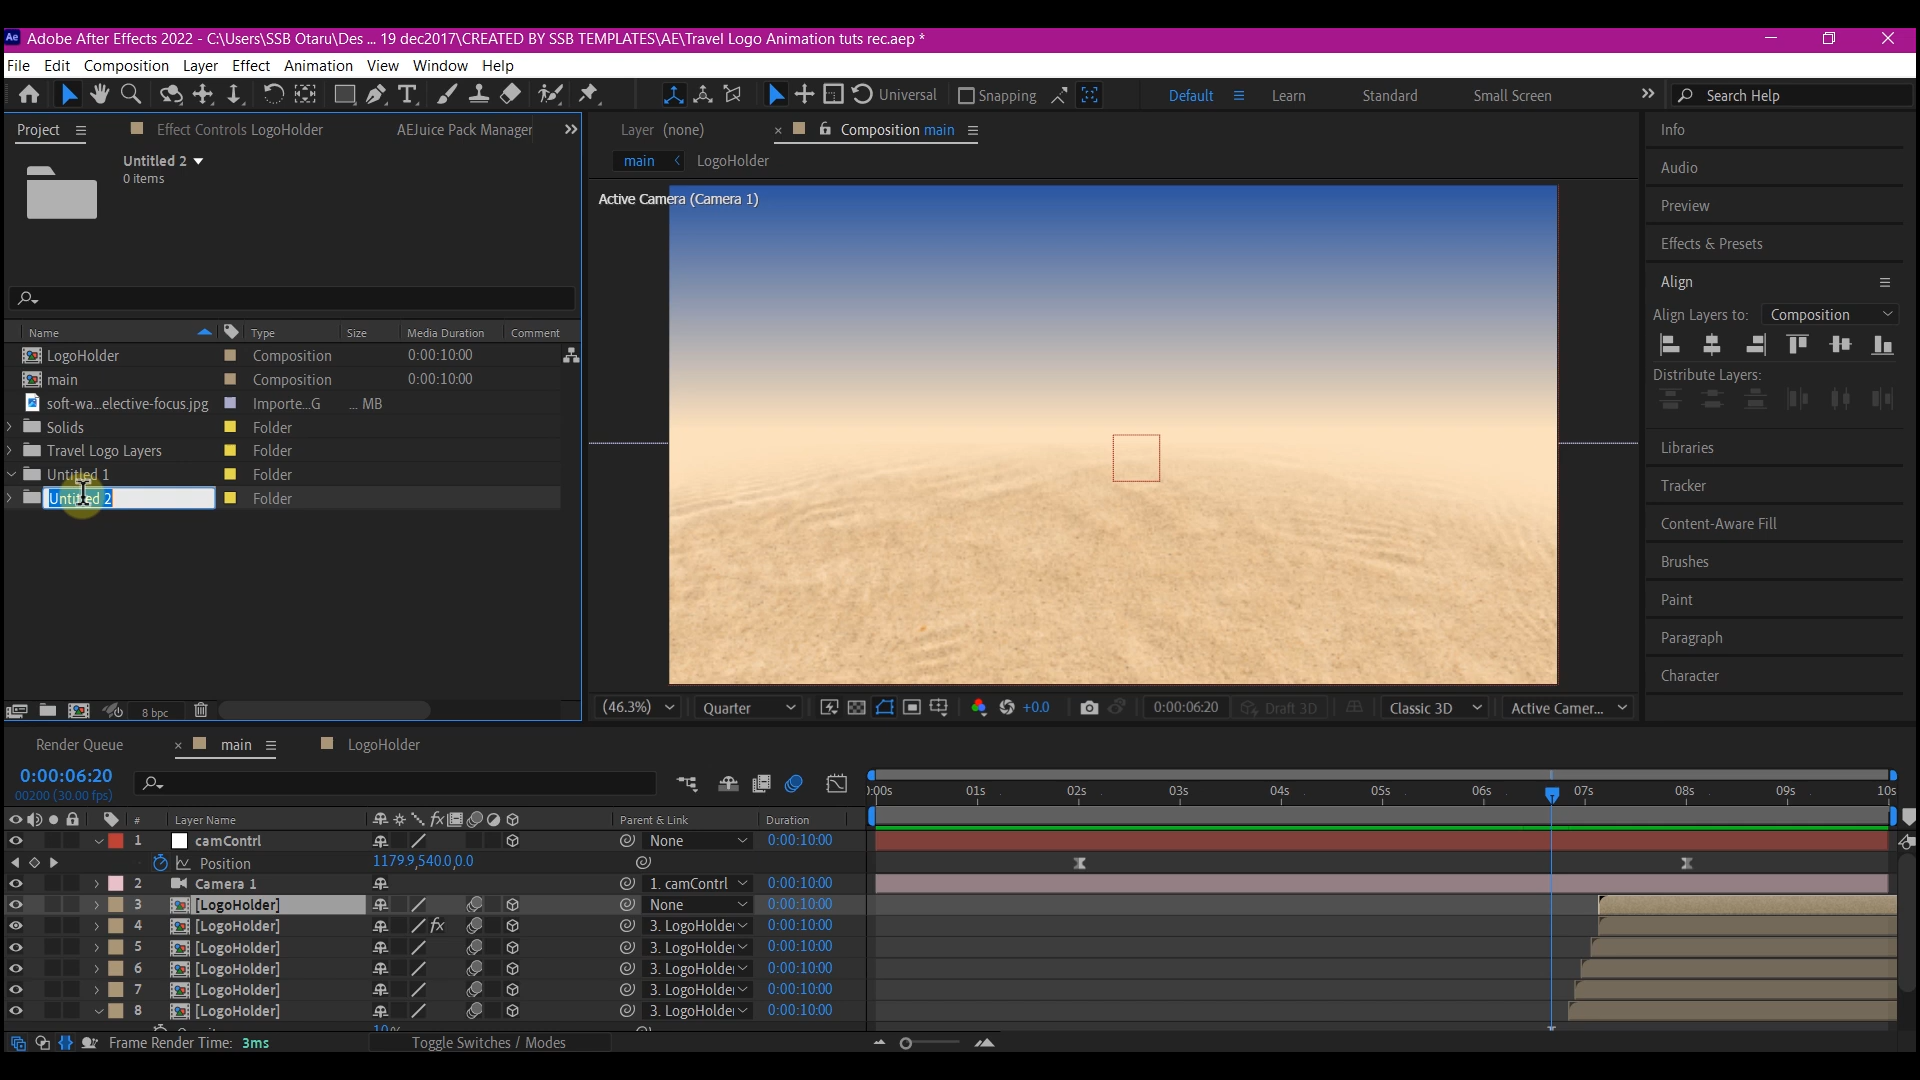 Ae Adobe After Effects 2022 - C:\Users\SSB Otaru\Des ... 19 dec2017\CREATED BY SSB TEMPLATES\AE\Travel Logo Animation tuts rec.aep *
File Edit Composition Layer Effect Animation View Window Help
Universal Snapping Default Learn Standard Small Screen Search Help
Project Effect Controls LogoHolder AEJuice Pack Manager
Layer (none) Composition main
Untitled 2
0 items
main LogoHolder
Active Camera (Camera 1)
Name Type Size Media Duration Comment
LogoHolder Composition 0:00:10:00
main Composition 0:00:10:00
soft-wa...elective-focus.jpg Importe...G ... MB
Solids Folder
Travel Logo Layers Folder
Untitled 1 Folder
Untitled 2 Folder
8 bpc
(46.3%) Quarter +0.0 0:00:06:20 Draft 3D Classic 3D Active Camer...
Info
Audio
Preview
Effects & Presets
Align
Align Layers to: Composition
Distribute Layers:
Libraries
Tracker
Content-Aware Fill
Brushes
Paint
Paragraph
Character
Render Queue main LogoHolder
0:00:06:20
00200 (30.00 fps)
0:00s 01s 02s 03s 04s 05s 06s 07s 08s 09s 10s
# Layer Name Parent & Link Duration
1 camContrl None 0:00:10:00
Position 1179.9,540.0,0.0
2 Camera 1 1. camContrl 0:00:10:00
3 [LogoHolder] None 0:00:10:00
4 [LogoHolder] 3. LogoHolder 0:00:10:00
5 [LogoHolder] 3. LogoHolder 0:00:10:00
6 [LogoHolder] 3. LogoHolder 0:00:10:00
7 [LogoHolder] 3. LogoHolder 0:00:10:00
8 [LogoHolder] 3. LogoHolder 0:00:10:00
Frame Render Time: 3ms Toggle Switches / Modes